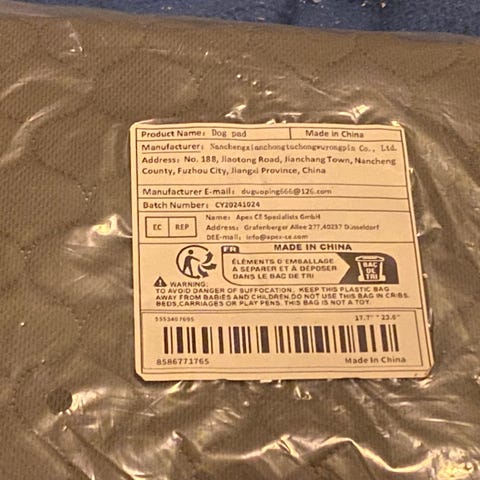 Product Name: Dog pad Made in China
Manufacturer: Nanchengxianchongtuchongwuyongpin Co., Ltd.
Address: No. 188, Jiaotong Road, Jianchang Town, Nancheng
County, Fuzhou City, Jiangxi Province, China
Manufacturer E-mail: duguoping666@126.com
Batch Number: CY20241024
EC REP
Name: Apex CE Specialists GmbH
Address: Grafenberger Allee 277,40237 Düsseldorf
DEE-mail: info@apex-ce.com
FR MADE IN CHINA
ÉLÉMENTS D'EMBALLAGE
A SÉPARER ET À DÉPOSER
DANS LE BAC DE TRI
BAC
DE
TRI
WARNING:
TO AVOID DANGER OF SUFFOCATION, KEEP THIS PLASTIC BAG
AWAY FROM BABIES AND CHILDREN.DO NOT USE THIS BAG IN CRIBS,
BEDS,CARRIAGES OR PLAY PENS. THIS BAG IS NOT A TOY.
5553407695 17.7" * 23.6"
8586771765 Made In China